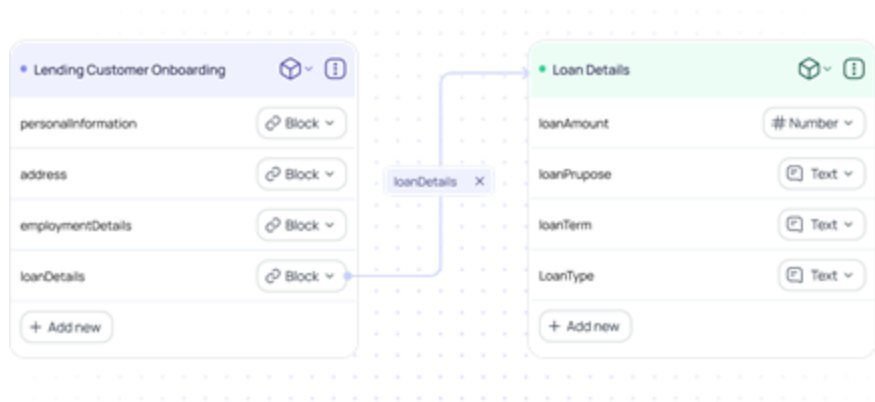 Lending Customer Onboarding
personalInformation
Block
address
Block
employmentDetails
Block
loanDetails
Block
+ Add new
loanDetails ×
Loan Details
loanAmount
# Number
loanPrupose
Text
loanTerm
Text
LoanType
Text
+ Add new